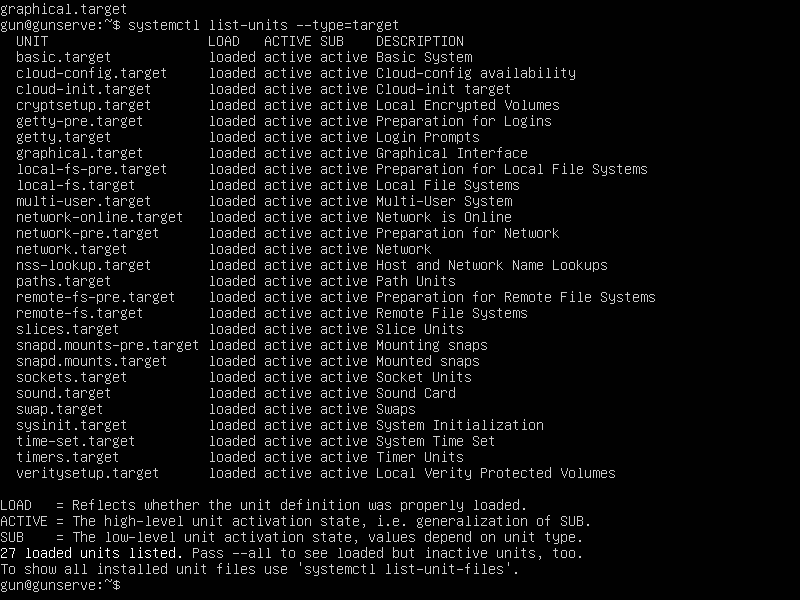 graphical.target
gun@gunserve:~$ systemctl list-units --type=target
  UNIT                    LOAD   ACTIVE SUB    DESCRIPTION
  basic.target            loaded active active Basic System
  cloud-config.target     loaded active active Cloud-config availability
  cloud-init.target       loaded active active Cloud-init target
  cryptsetup.target       loaded active active Local Encrypted Volumes
  getty-pre.target        loaded active active Preparation for Logins
  getty.target            loaded active active Login Prompts
  graphical.target        loaded active active Graphical Interface
  local-fs-pre.target     loaded active active Preparation for Local File Systems
  local-fs.target         loaded active active Local File Systems
  multi-user.target       loaded active active Multi-User System
  network-online.target   loaded active active Network is Online
  network-pre.target      loaded active active Preparation for Network
  network.target          loaded active active Network
  nss-lookup.target       loaded active active Host and Network Name Lookups
  paths.target            loaded active active Path Units
  remote-fs-pre.target    loaded active active Preparation for Remote File Systems
  remote-fs.target        loaded active active Remote File Systems
  slices.target           loaded active active Slice Units
  snapd.mounts-pre.target loaded active active Mounting snaps
  snapd.mounts.target     loaded active active Mounted snaps
  sockets.target          loaded active active Socket Units
  sound.target            loaded active active Sound Card
  swap.target             loaded active active Swaps
  sysinit.target          loaded active active System Initialization
  time-set.target         loaded active active System Time Set
  timers.target           loaded active active Timer Units
  veritysetup.target      loaded active active Local Verity Protected Volumes

LOAD   = Reflects whether the unit definition was properly loaded.
ACTIVE = The high-level unit activation state, i.e. generalization of SUB.
SUB    = The low-level unit activation state, values depend on unit type.
27 loaded units listed. Pass --all to see loaded but inactive units, too.
To show all installed unit files use 'systemctl list-unit-files'.
gun@gunserve:~$